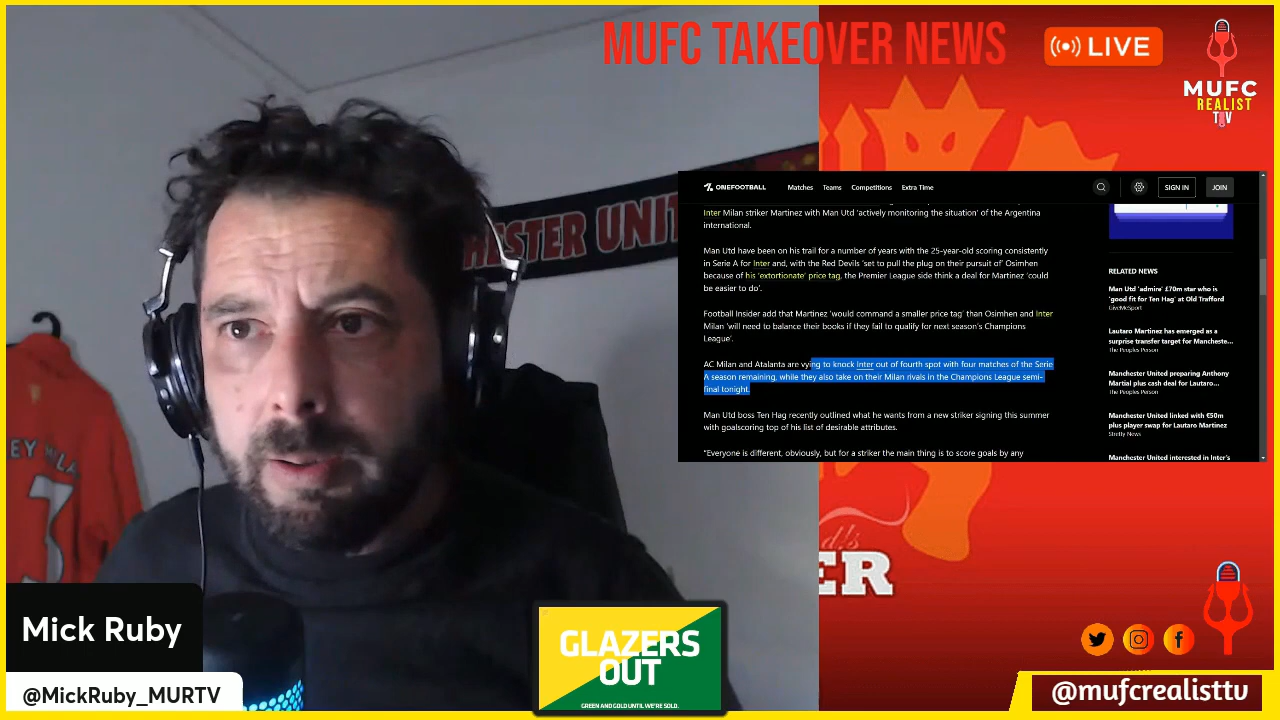 MUFC TAKEOVER NEWS
LIVE
MUFC
REALIST
TV
ONEFOOTBALL
Matches
Teams
Competitions
Extra Time
SIGN IN
JOIN
Inter Milan striker Martinez with Man Utd 'actively monitoring the situation' of the Argentina
international.
Man Utd have been on his trail for a number of years with the 25-year-old scoring consistently
in Serie A for Inter and, with the Red Devils 'set to pull the plug on their pursuit of' Osimhen
because of his 'extortionate' price tag, the Premier League side think a deal for Martinez 'could
be easier to do'.
Football Insider add that Martinez 'would command a smaller price tag' than Osimhen and Inter
Milan 'will need to balance their books if they fail to qualify for next season's Champions
League'.
AC Milan and Atalanta are vying to knock Inter out of fourth spot with four matches of the Serie
A season remaining, while they also take on their Milan rivals in the Champions League semi-
final tonight.
Man Utd boss Ten Hag recently outlined what he wants from a new striker signing this summer
with goalscoring top of his list of desirable attributes.
"Everyone is different, obviously, but for a striker the main thing is to score goals by any
RELATED NEWS
Man Utd 'admire' £70m star who is
'good fit for Ten Hag' at Old Trafford
GiveMeSport
Lautaro Martinez has emerged as a
surprise transfer target for Mancheste...
The Peoples Person
Manchester United preparing Anthony
Martial plus cash deal for Lautaro...
The Peoples Person
Manchester United linked with €50m
plus player swap for Lautaro Martinez
Stretty News
Manchester United interested in Inter's
HESTER UNIT
EY MILA
3
ER
Mick Ruby
@MickRuby_MURTV
GLAZERS
OUT
GREEN AND GOLD UNTIL WE'RE SOLD.
@mufcrealisttv